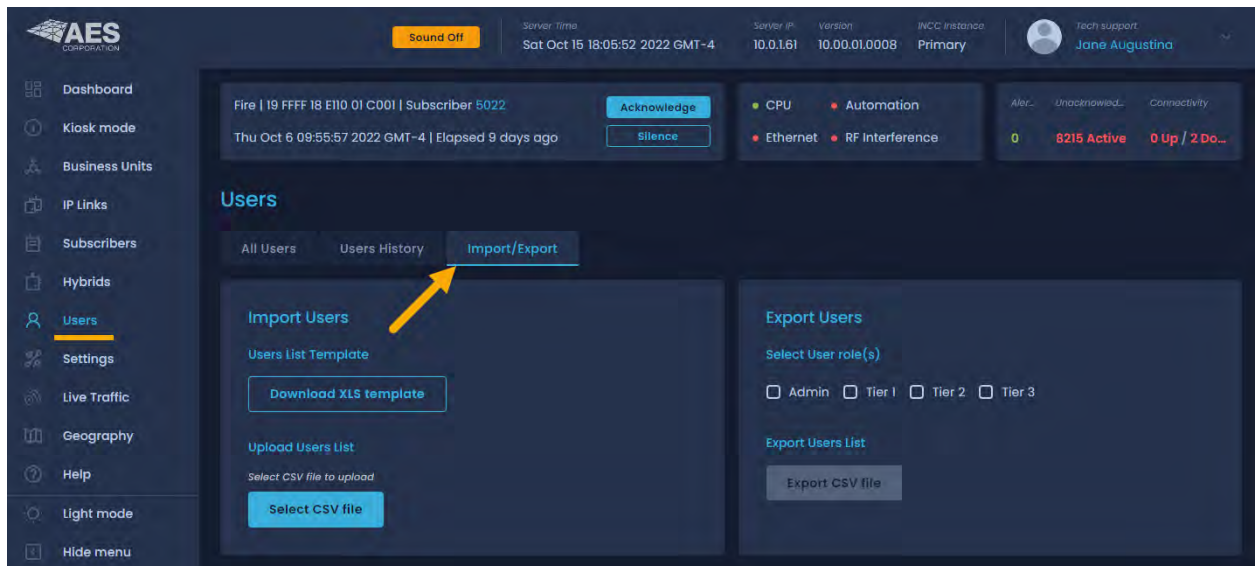 AES
CORPORATION
Sound Off
Server Time
Sat Oct 15 18:05:52 2022 GMT-4
Server IP
10.0.1.61
Version
10.00.01.0008
INCC Instance
Primary
Tech support
Jane Augustina
Dashboard
Kiosk mode
Business Units
IP Links
Subscribers
Hybrids
Users
Settings
Live Traffic
Geography
Help
Light mode
Hide menu
Fire | 19 FFFF 18 E110 01 C001 | Subscriber 5022
Thu Oct 6 09:55:57 2022 GMT-4 | Elapsed 9 days ago
Acknowledge
Silence
CPU
Automation
Ethernet
RF Interference
Aler...
Unacknowled...
Connectivity
0
8215 Active
0 Up / 2 Do...
Users
All Users
Users History
Import/Export
Import Users
Users List Template
Download XLS template
Upload Users List
Select CSV file to upload
Select CSV file
Export Users
Select User role(s)
Admin
Tier 1
Tier 2
Tier 3
Export Users List
Export CSV file